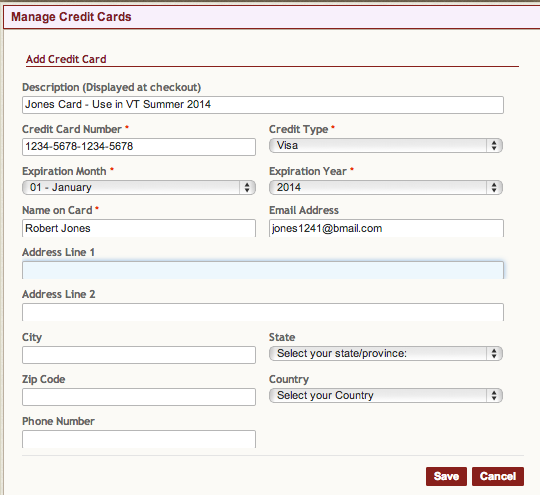 Manage Credit Cards
Add Credit Card
Description (Displayed at checkout)
Jones Card - Use in VT Summer 2014
Credit Card Number * Credit Type *
1234-5678-1234-5678 Visa
Expiration Month * Expiration Year *
01 - January 2014
Name on Card * Email Address
Robert Jones jones1241@bmail.com
Address Line 1
Address Line 2
City State
Select your state/province:
Zip Code Country
Select your Country
Phone Number
Save Cancel